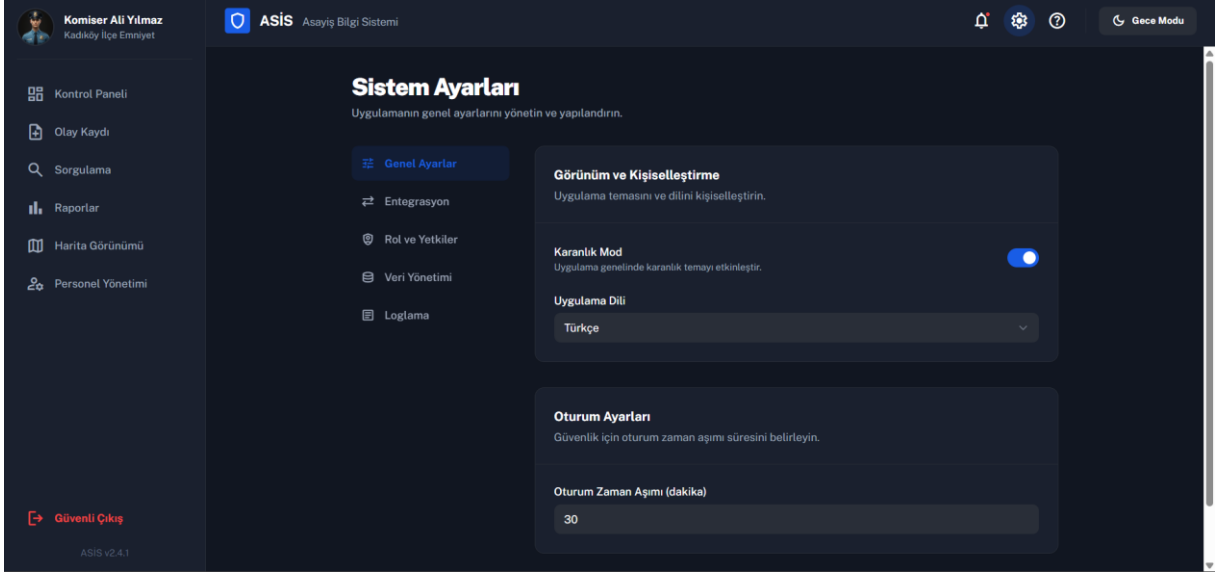 Komiser Ali Yılmaz
Kadıköy İlçe Emniyet
ASİS Asayiş Bilgi Sistemi
Gece Modu
Kontrol Paneli
Olay Kaydı
Sorgulama
Raporlar
Harita Görünümü
Personel Yönetimi
Güvenli Çıkış
ASİS v2.4.1
Sistem Ayarları
Uygulamanın genel ayarlarını yönetin ve yapılandırın.
Genel Ayarlar
Entegrasyon
Rol ve Yetkiler
Veri Yönetimi
Loglama
Görünüm ve Kişiselleştirme
Uygulama temasını ve dilini kişiselleştirin.
Karanlık Mod
Uygulama genelinde karanlık temayı etkinleştir.
Uygulama Dili
Türkçe
Oturum Ayarları
Güvenlik için oturum zaman aşımı süresini belirleyin.
Oturum Zaman Aşımı (dakika)
30